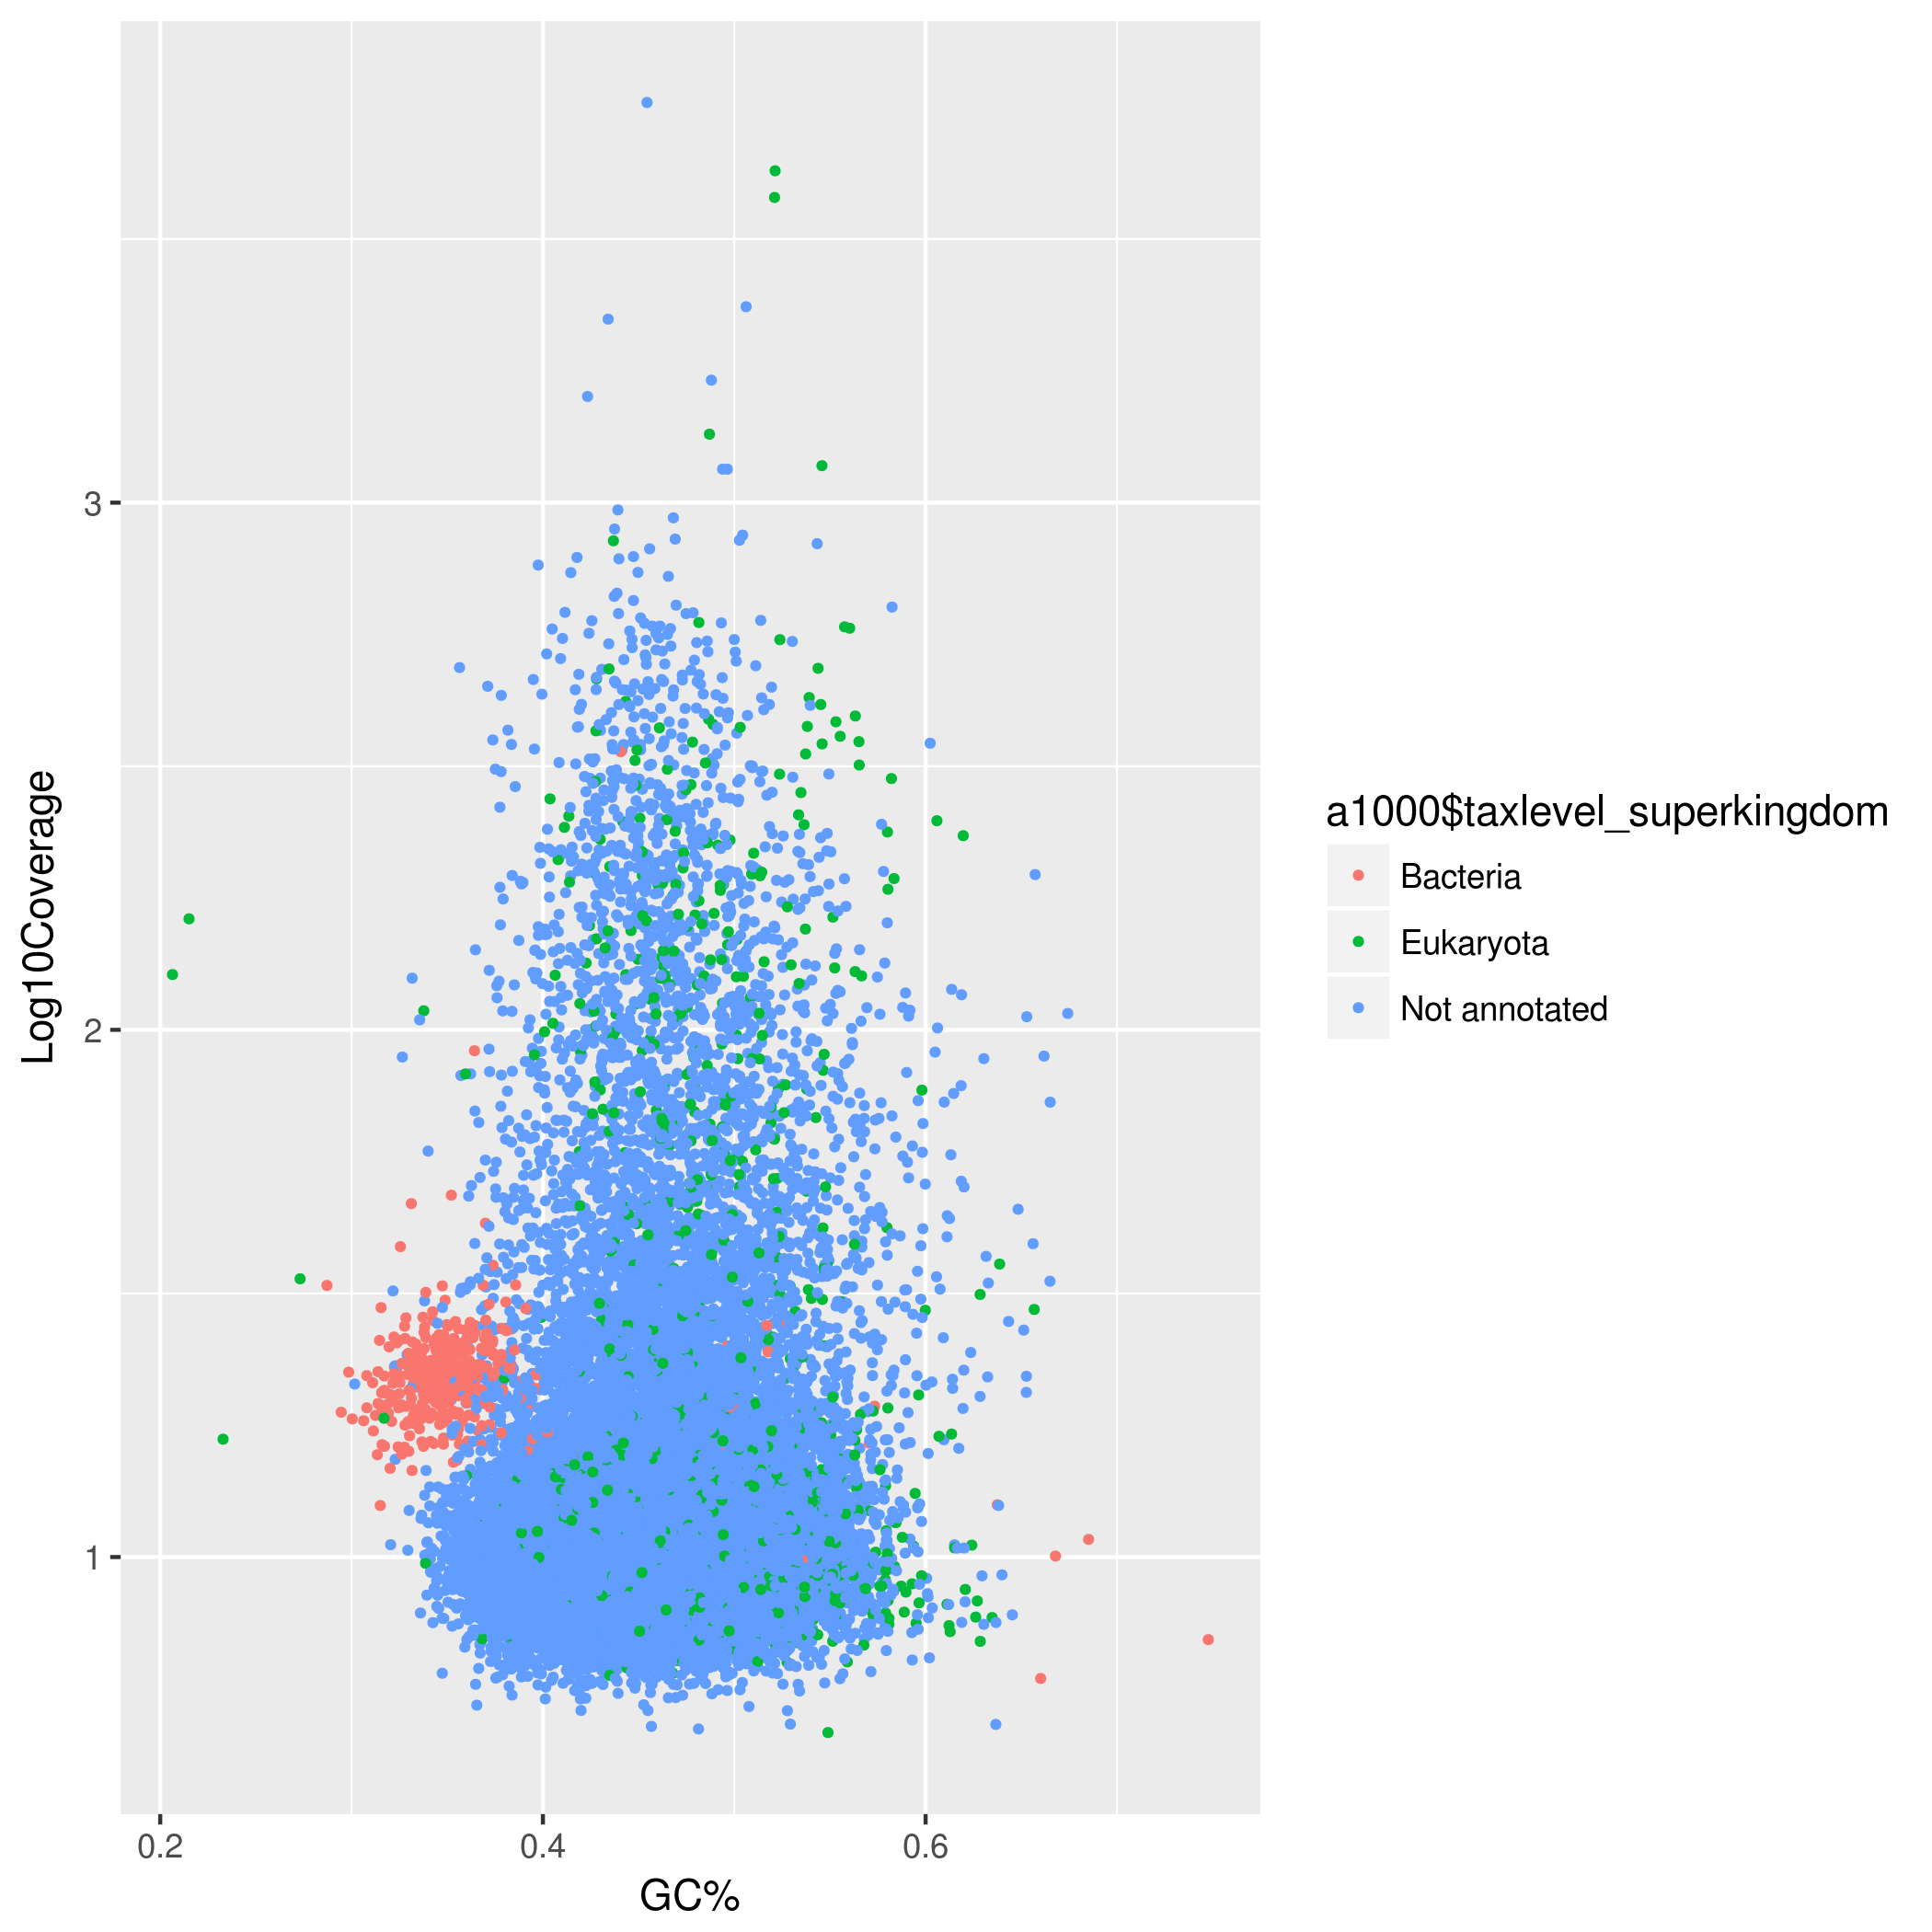 3
2
1
Log10Coverage
0.2 0.4 0.6
GC%
a1000$taxlevel_superkingdom
Bacteria
Eukaryota
Not annotated